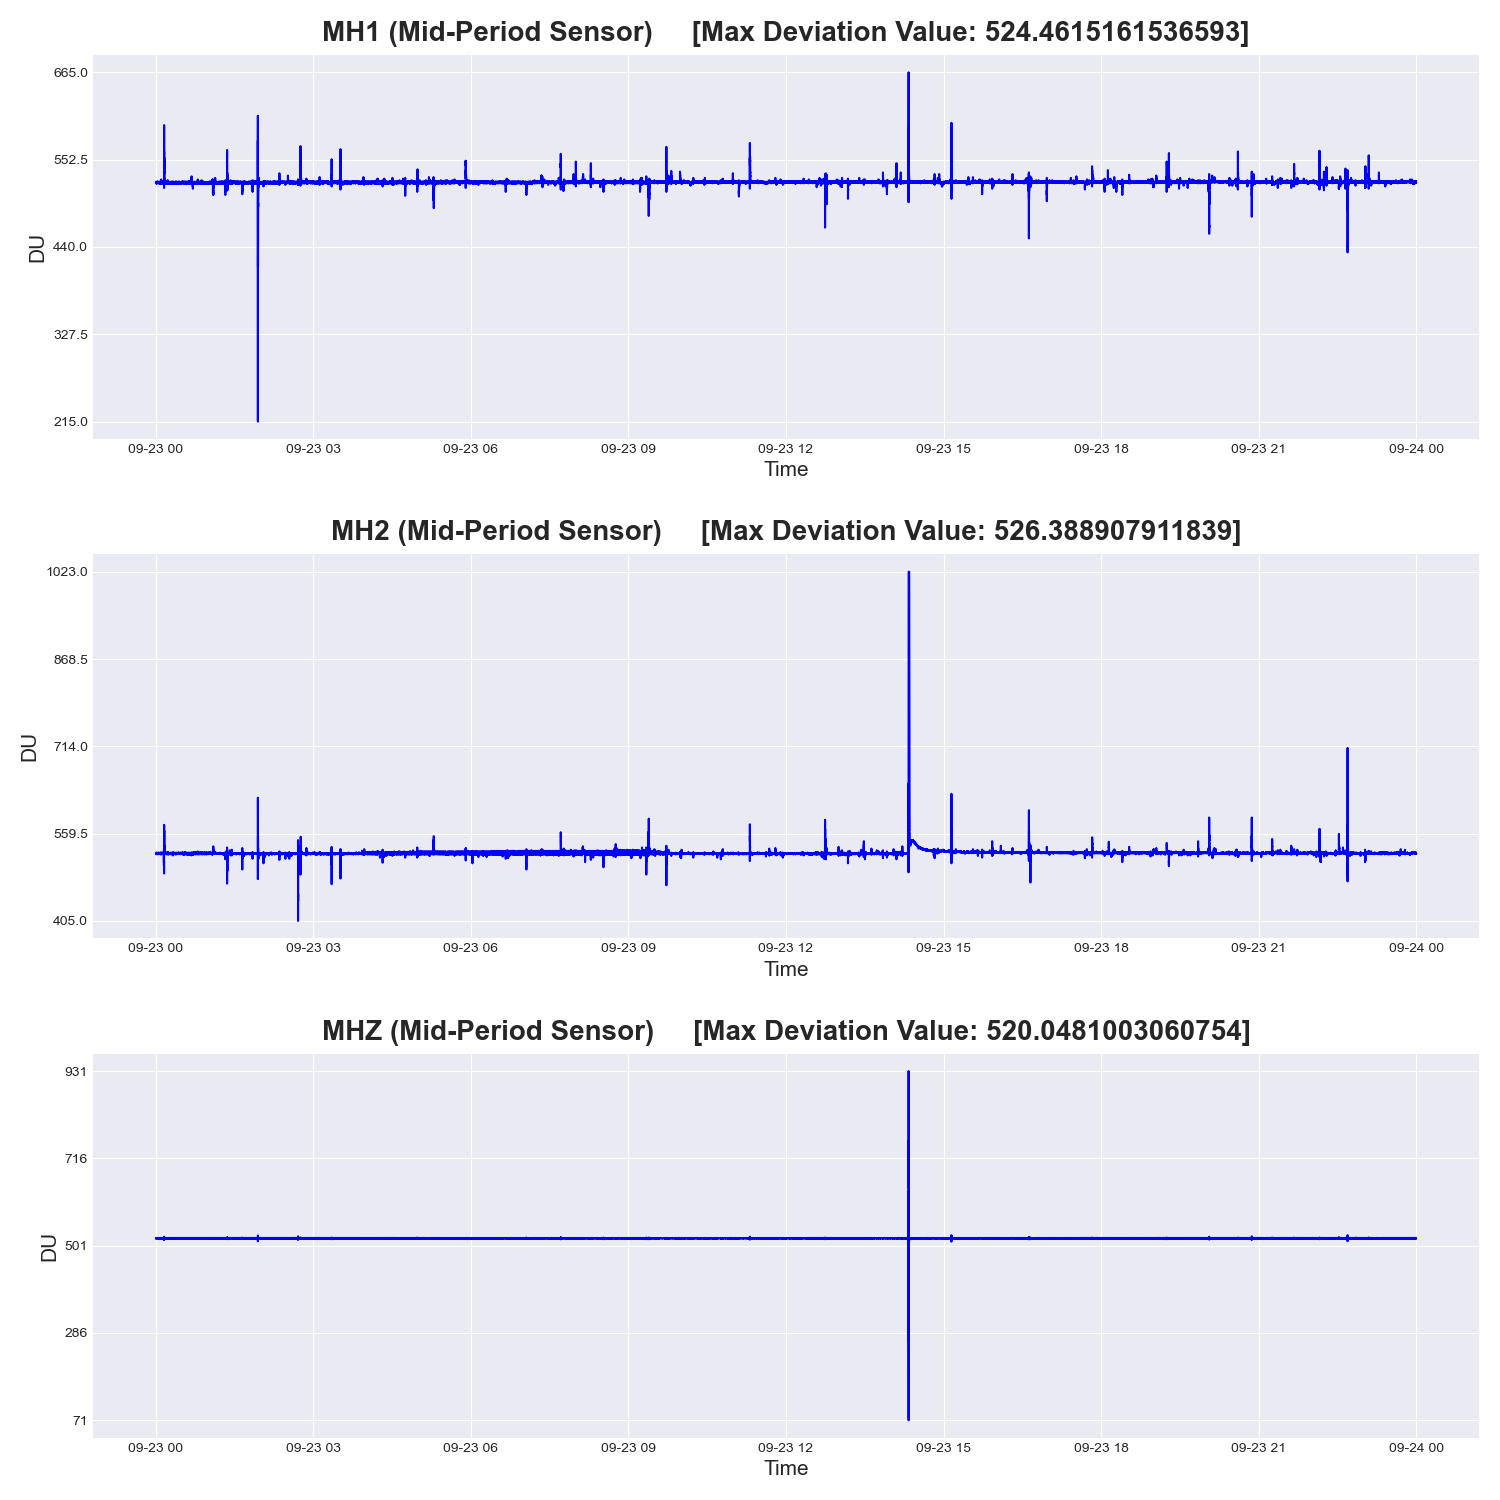 MH1 (Mid-Period Sensor) [Max Deviation Value: 524.4615161536593]
665.0
552.5
440.0
327.5
215.0
DU
09-23 00 09-23 03 09-23 06 09-23 09 09-23 12 09-23 15 09-23 18 09-23 21 09-24 00
Time
MH2 (Mid-Period Sensor) [Max Deviation Value: 526.388907911839]
1023.0
868.5
714.0
559.5
405.0
DU
09-23 00 09-23 03 09-23 06 09-23 09 09-23 12 09-23 15 09-23 18 09-23 21 09-24 00
Time
MHZ (Mid-Period Sensor) [Max Deviation Value: 520.0481003060754]
931
716
501
286
71
DU
09-23 00 09-23 03 09-23 06 09-23 09 09-23 12 09-23 15 09-23 18 09-23 21 09-24 00
Time